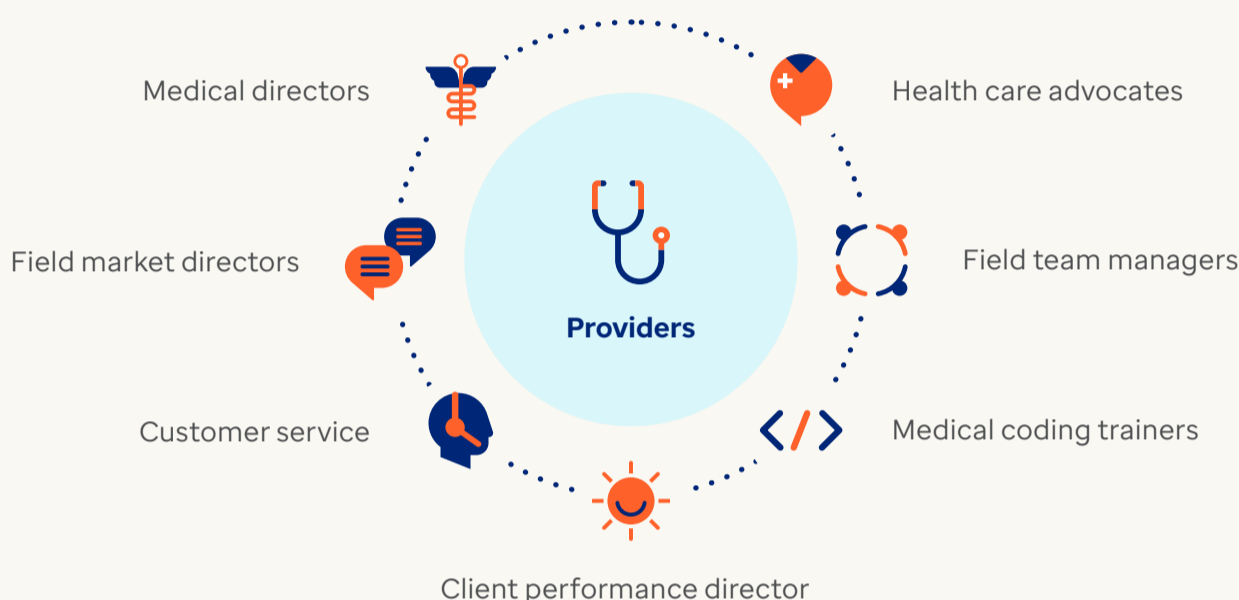 Medical directors
Health care advocates
Field market directors
Field team managers
Providers
Customer service
Medical coding trainers
Client performance director